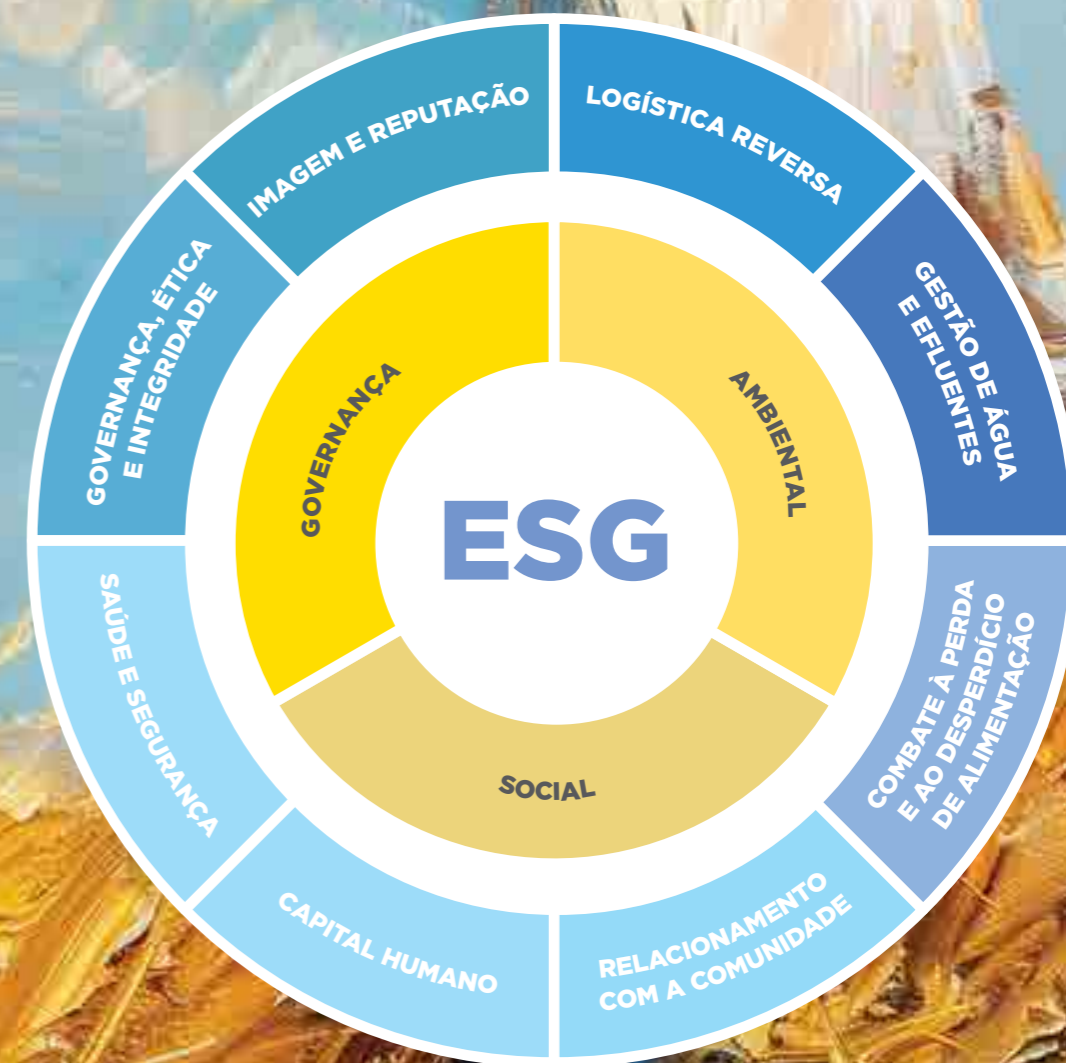 IMAGEM E REPUTAÇÃO
LOGÍSTICA REVERSA
GESTÃO DE ÁGUA
E EFLUENTES
COMBATE À PERDA
E AO DESPERDÍCIO
DE ALIMENTAÇÃO
RELACIONAMENTO
COM A COMUNIDADE
CAPITAL HUMANO
SAÚDE E SEGURANÇA
GOVERNANÇA, ÉTICA
E INTEGRIDADE
GOVERNANÇA
AMBIENTAL
SOCIAL
ESG